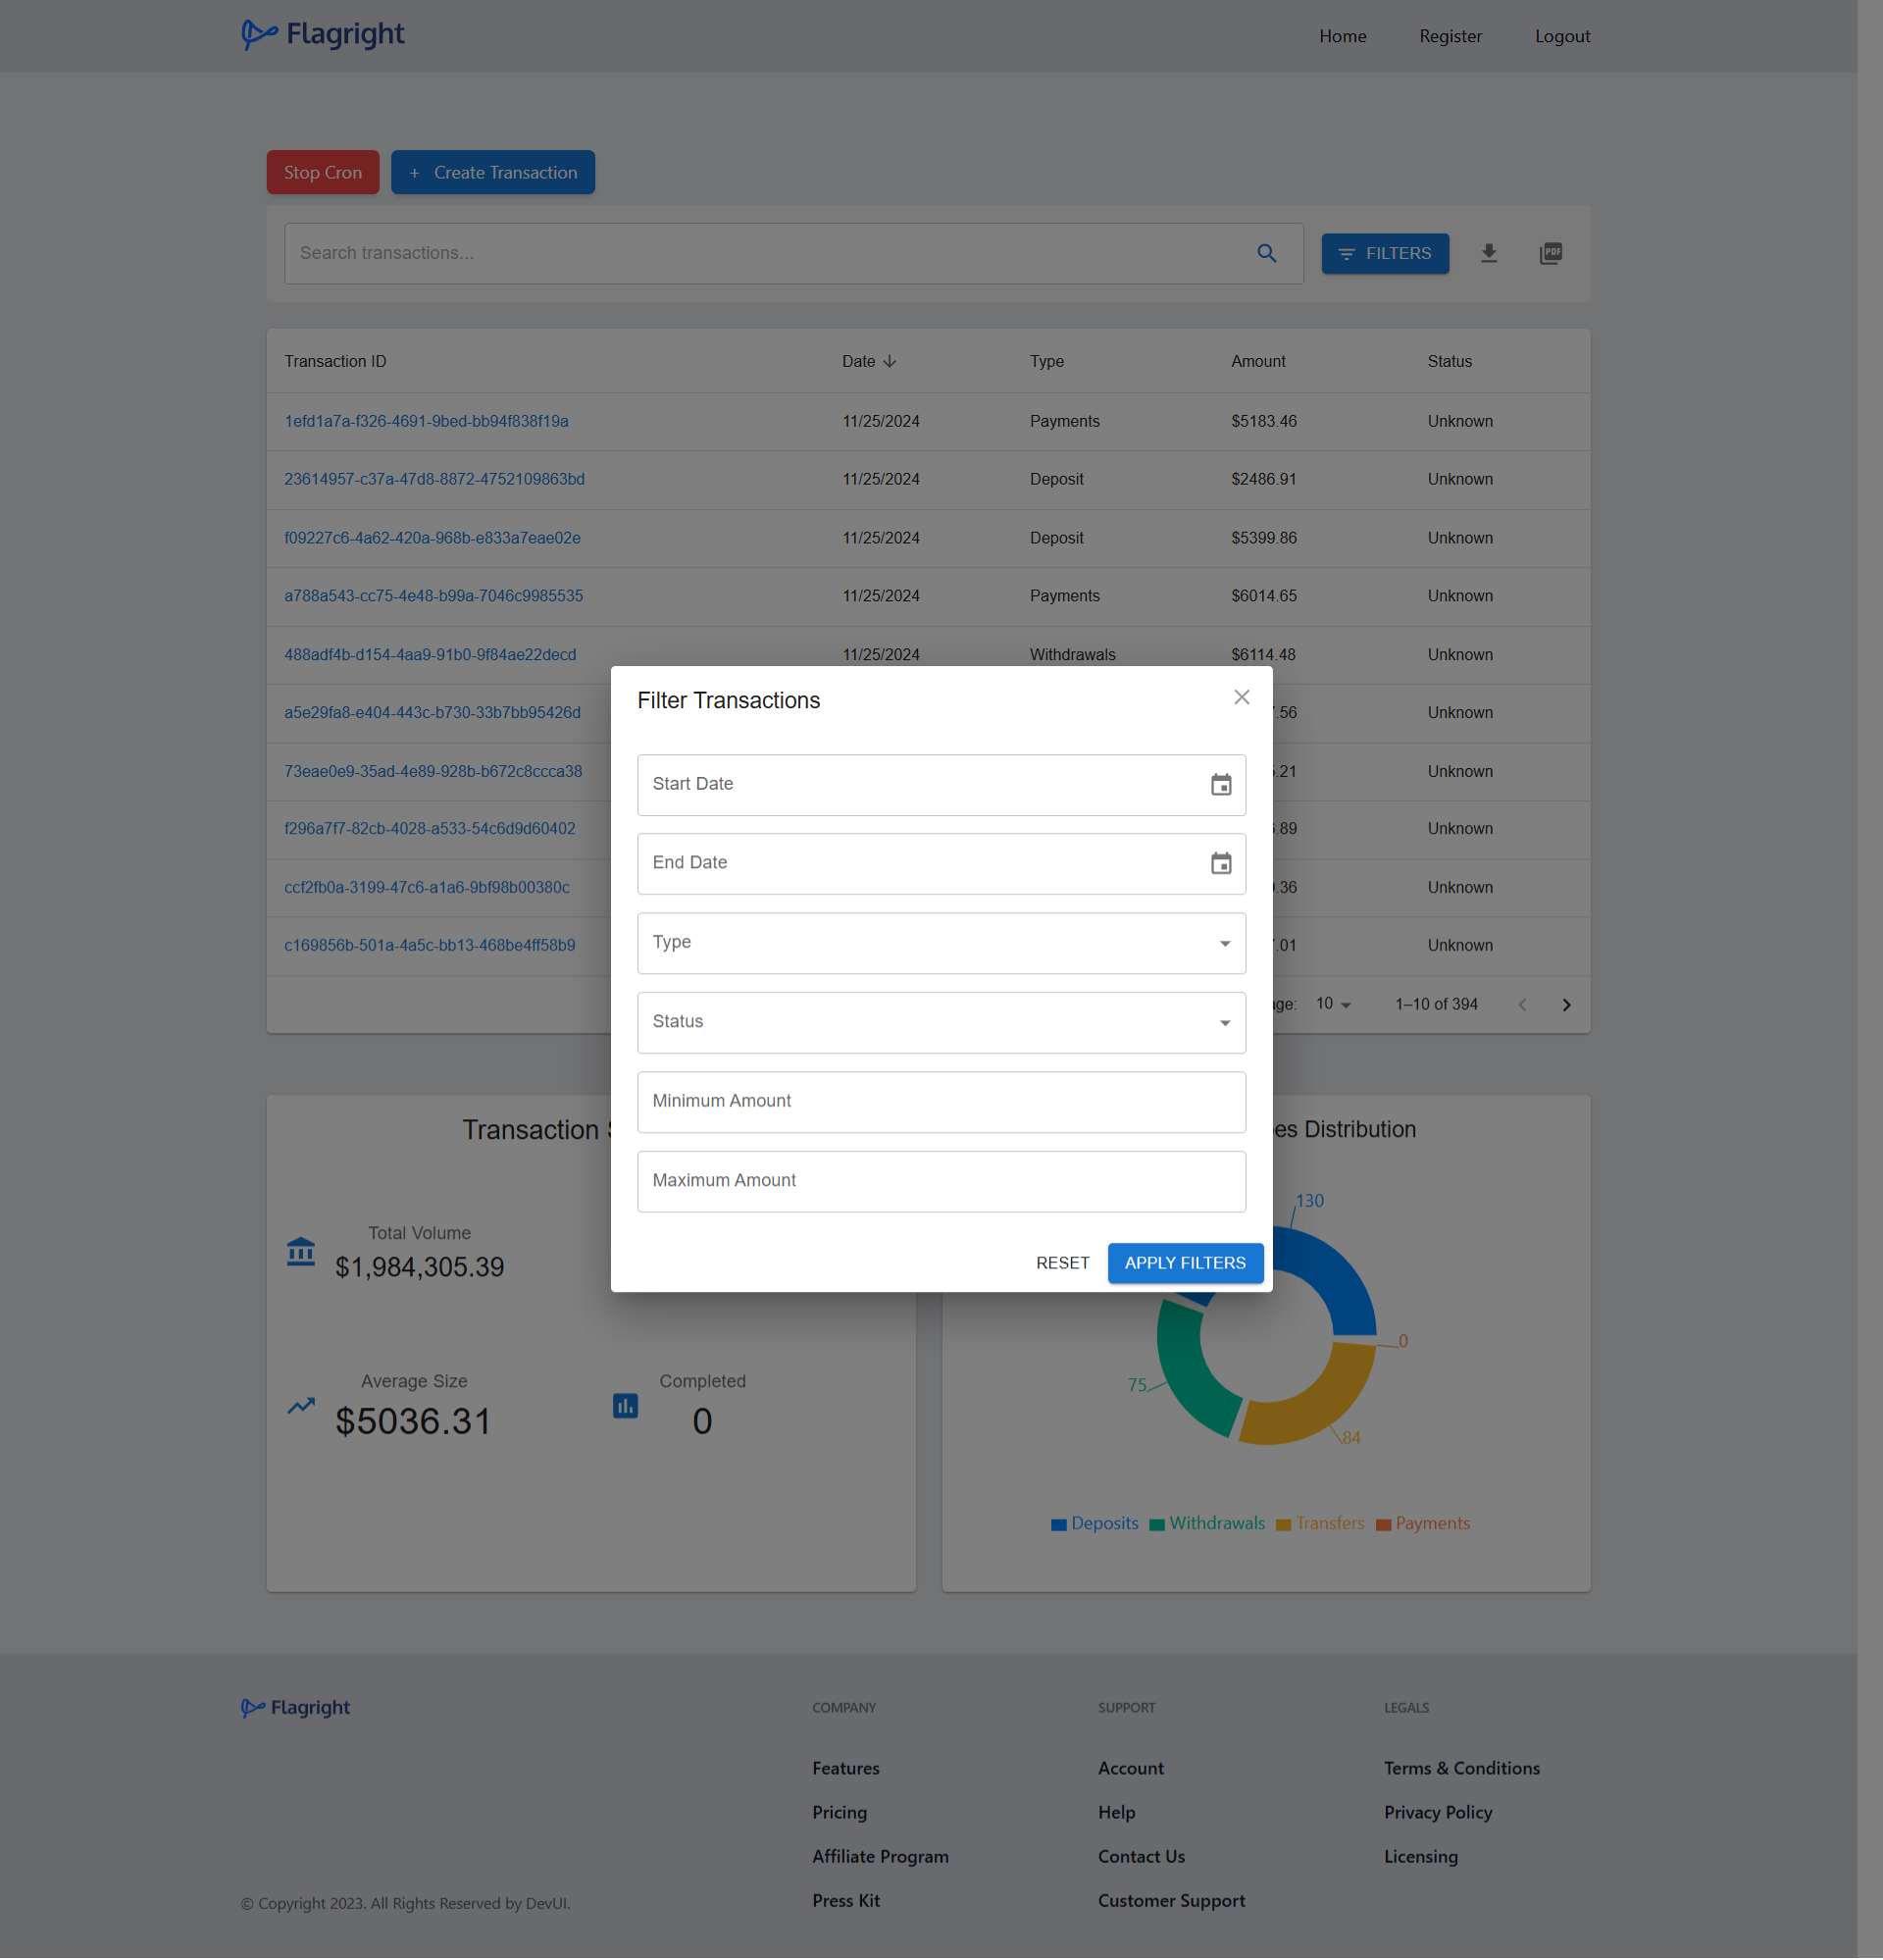 Flagright
Home Register Logout
Stop Cron + Create Transaction
Search transactions... FILTERS PDF
Transaction ID Date Type Amount Status
1efd1a7a-f326-4691-9bed-bb94f838f19a 11/25/2024 Payments $5183.46 Unknown
23614957-c37a-47d8-8872-4752109863bd 11/25/2024 Deposit $2486.91 Unknown
f09227c6-4a62-420a-968b-e833a7eae02e 11/25/2024 Deposit $5399.86 Unknown
a788a543-cc75-4e48-b99a-7046c9985535 11/25/2024 Payments $6014.65 Unknown
488adf4b-d154-4aa9-91b0-9f84ae22decd 11/25/2024 Withdrawals $6114.48 Unknown
a5e29fa8-e404-443c-b730-33b7bb95426d .56 Unknown
73eae0e9-35ad-4e89-928b-b672c8ccca38 .21 Unknown
f296a7f7-82cb-4028-a533-54c6d9d60402 .89 Unknown
ccf2fb0a-3199-47c6-a1a6-9bf98b00380c .36 Unknown
c169856b-501a-4a5c-bb13-468be4ff58b9 .01 Unknown
ge: 10 1–10 of 394
Filter Transactions
Start Date
End Date
Type
Status
Minimum Amount
Maximum Amount
RESET APPLY FILTERS
Transaction
Total Volume
$1,984,305.39
Average Size
$5036.31
Completed
0
es Distribution
130
0
75
84
Deposits Withdrawals Transfers Payments
Flagright
© Copyright 2023. All Rights Reserved by DevUI.
COMPANY
Features
Pricing
Affiliate Program
Press Kit
SUPPORT
Account
Help
Contact Us
Customer Support
LEGALS
Terms & Conditions
Privacy Policy
Licensing